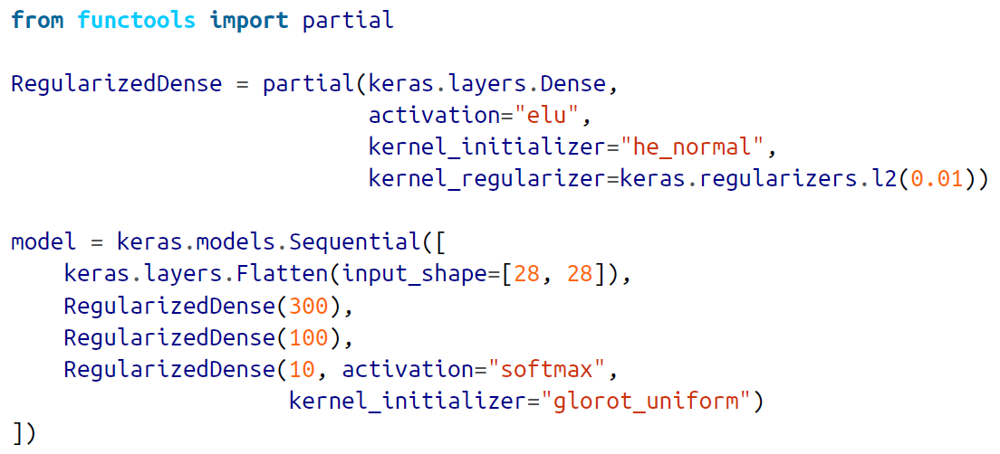 from functools import partial

RegularizedDense = partial(keras.layers.Dense,
                           activation="elu",
                           kernel_initializer="he_normal",
                           kernel_regularizer=keras.regularizers.l2(0.01))

model = keras.models.Sequential([
    keras.layers.Flatten(input_shape=[28, 28]),
    RegularizedDense(300),
    RegularizedDense(100),
    RegularizedDense(10, activation="softmax",
                     kernel_initializer="glorot_uniform")
])